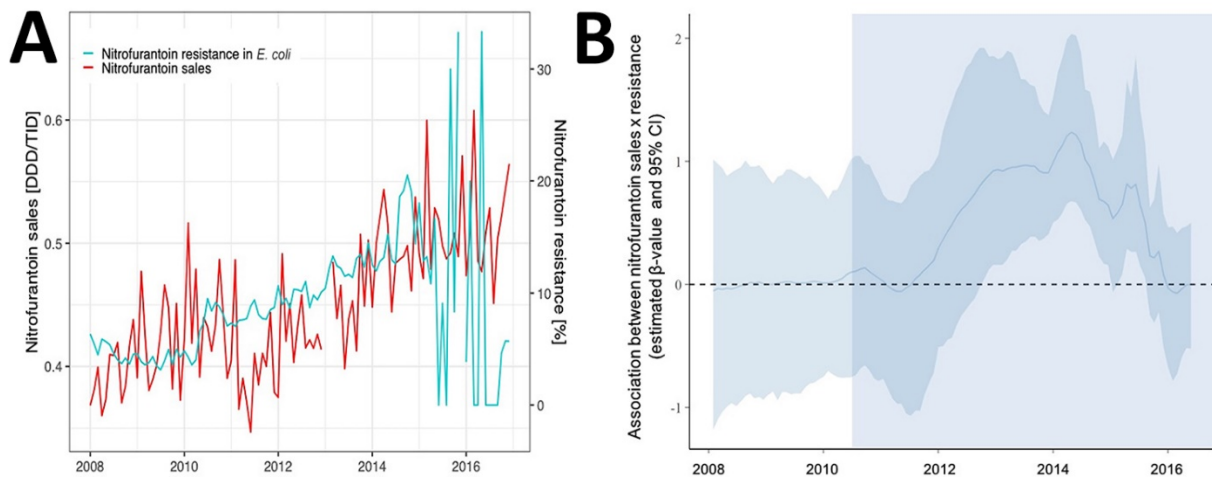 A
Nitrofurantoin resistance in E. coli
Nitrofurantoin sales
Nitrofurantoin sales [DDD/TID]
0.6
0.5
0.4
30
20
10
0
Nitrofurantoin resistance [%]
2008 2010 2012 2014 2016
B
Association between nitrofurantoin sales x resistance
(estimated β-value and 95% CI)
2
1
0
-1
2008 2010 2012 2014 2016